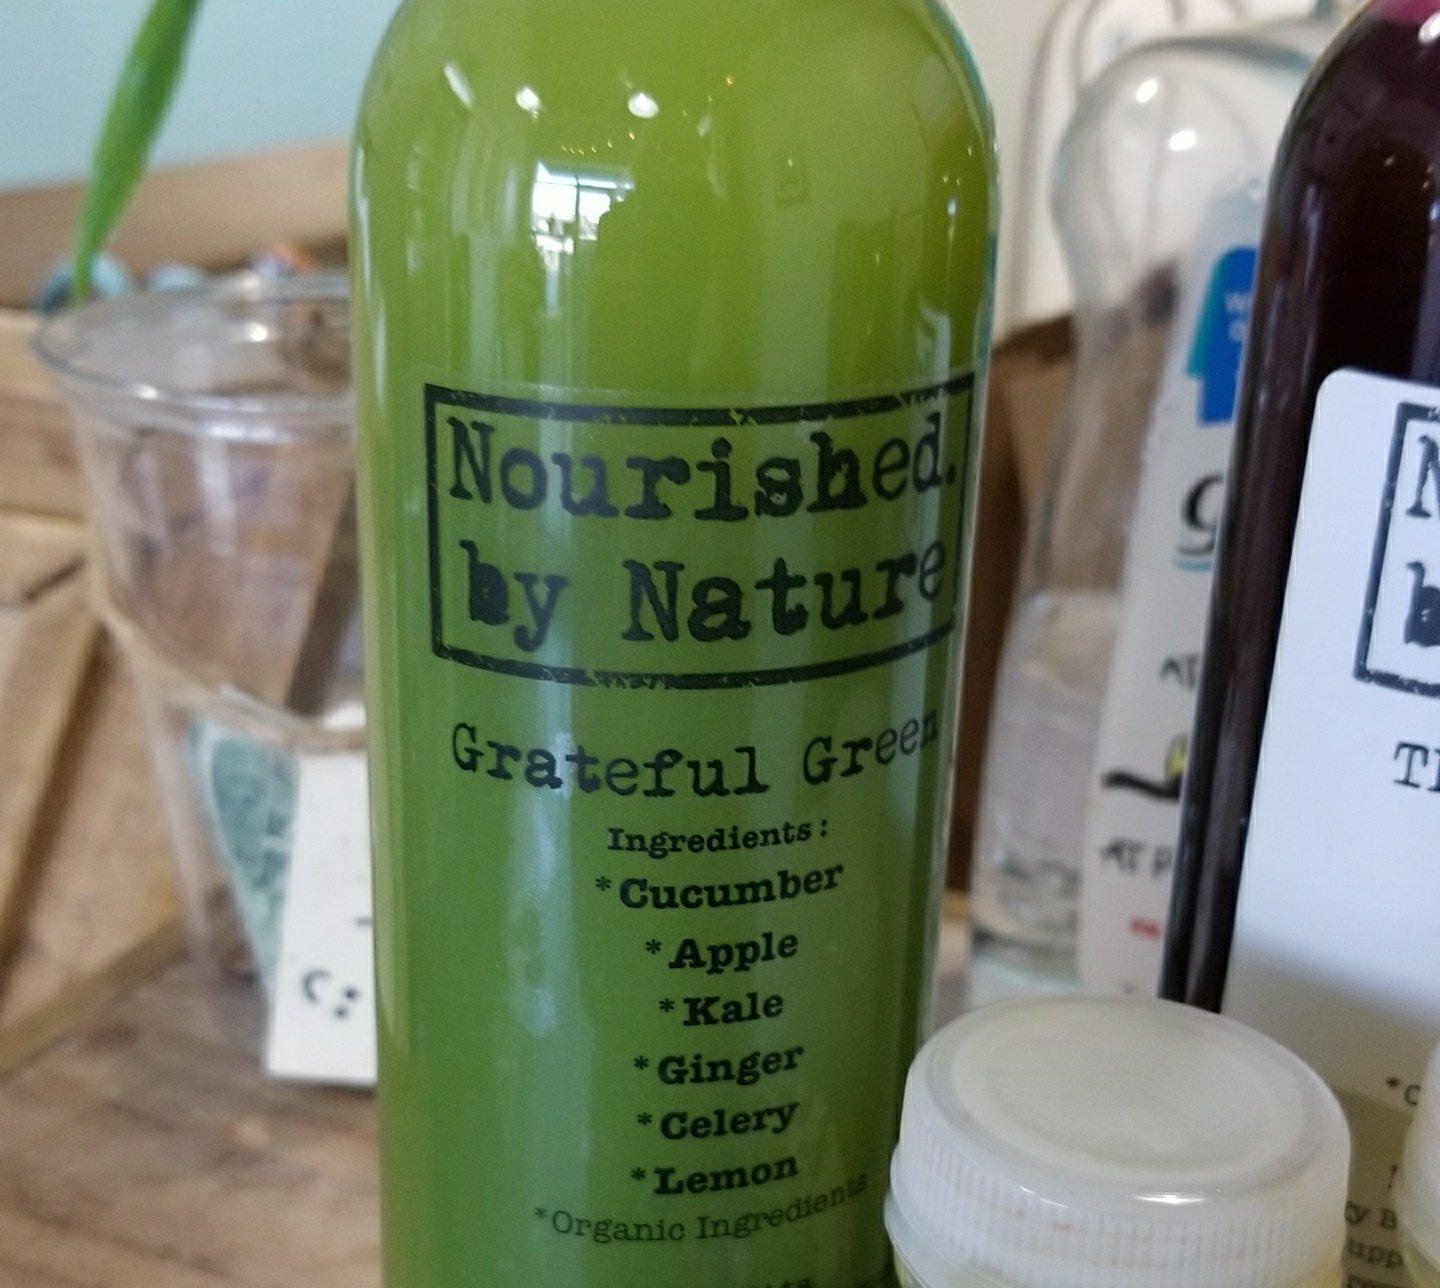 Nourished.
by Nature
Grateful Green
Ingredients:
*Cucumber
*Apple
*Kale
*Ginger
*Celery
*Lemon
*Organic Ingredients